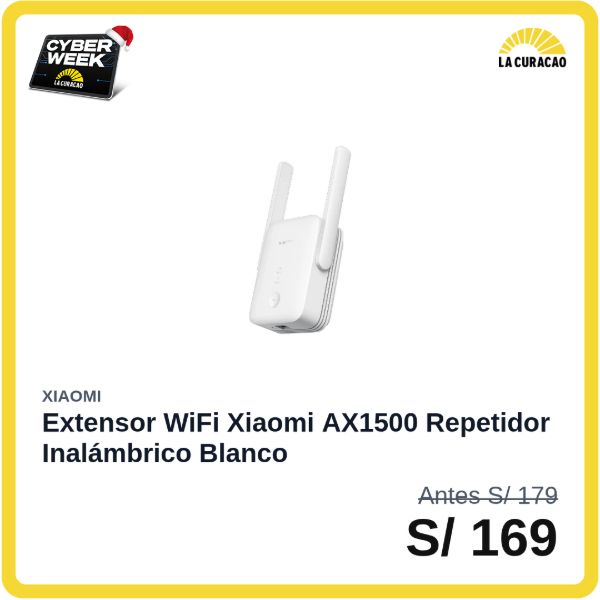 CYBER
WEEK
LA CURACAO
LA CURACAO
XIAOMI
Extensor WiFi Xiaomi AX1500 Repetidor
Inalámbrico Blanco
Antes S/ 179
S/ 169